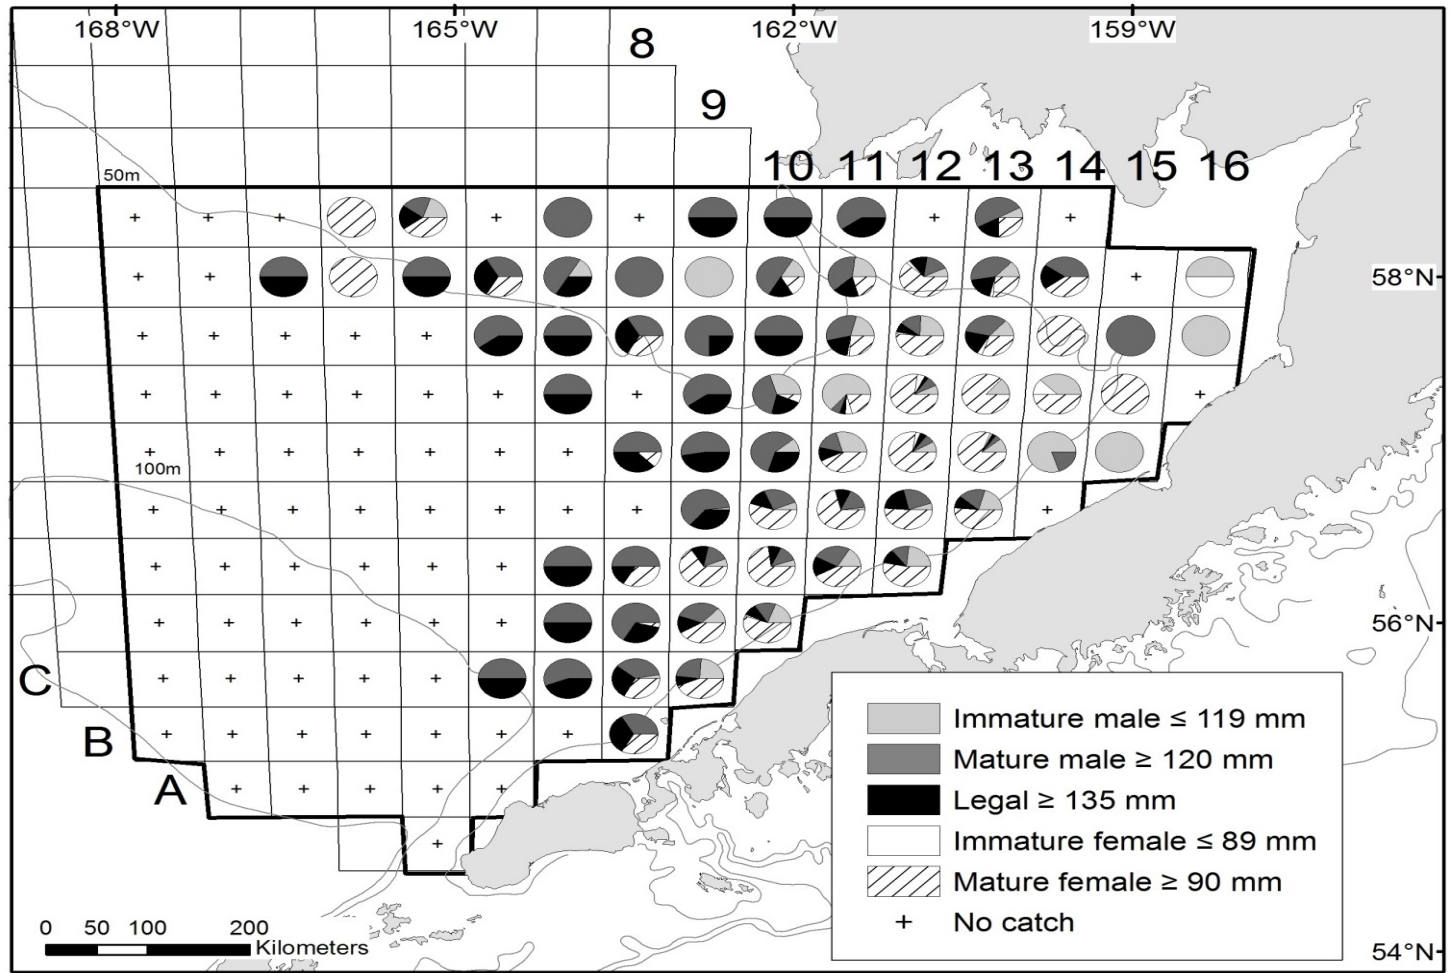 168°W 165°W 162°W 159°W
8
9
10 11 12 13 14 15 16
50m
58°N
100m
56°N
C
B
A
Immature male ≤ 119 mm
Mature male ≥ 120 mm
Legal ≥ 135 mm
Immature female ≤ 89 mm
Mature female ≥ 90 mm
+ No catch
0 50 100 200
Kilometers
54°N